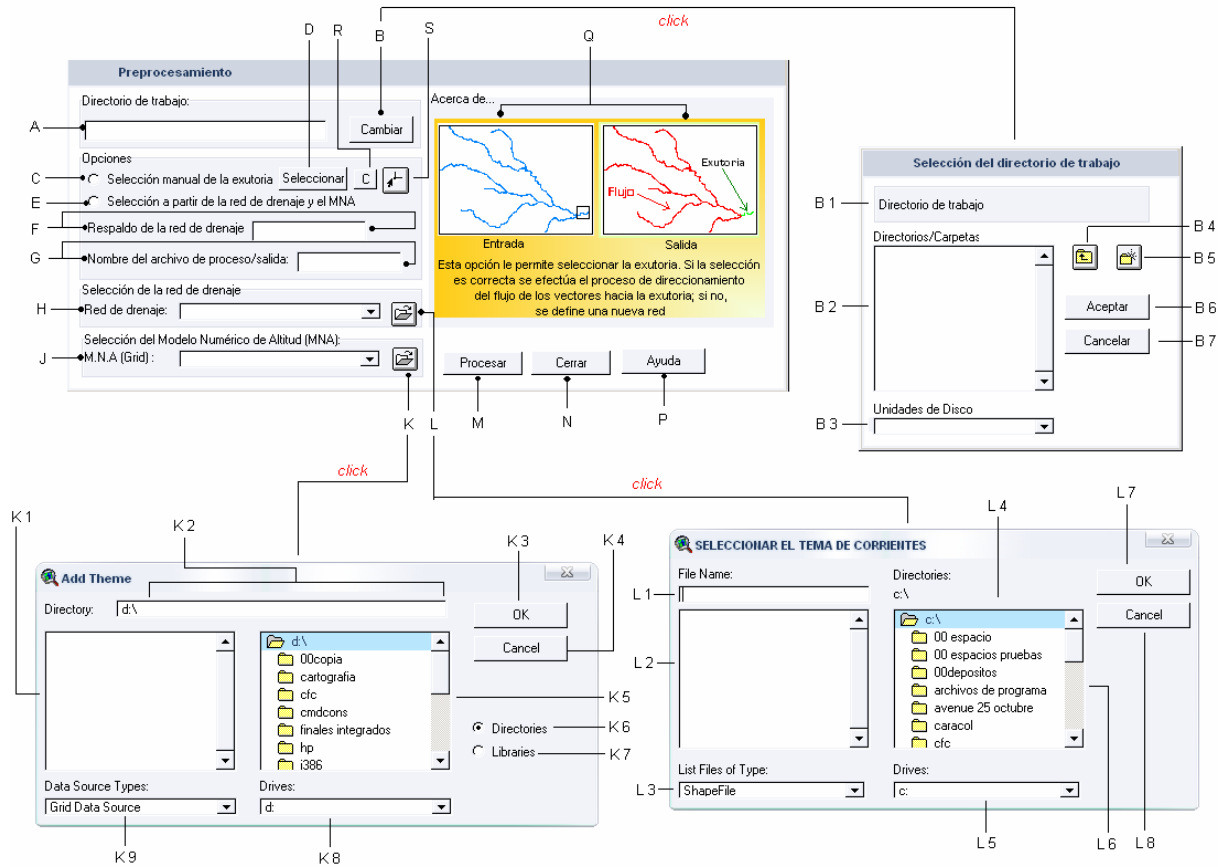 click
D R B S Q
Preprocesamiento
Directorio de trabajo:
A
Cambiar
Opciones
C
Selección manual de la exutoria
Seleccionar
C
E
Selección a partir de la red de drenaje y el MNA
F
Respaldo de la red de drenaje
G
Nombre del archivo de proceso/salida:
Selección de la red de drenaje
H
Red de drenaje:
Selección del Modelo Numérico de Altitud (MNA):
J
M.N.A (Grid) :
Acerca de...
Exutoria
Flujo
Entrada
Salida
Esta opción le permite seleccionar la exutoria. Si la selección
es correcta se efectúa el proceso de direccionamiento
del flujo de los vectores hacia la exutoria; si no,
se define una nueva red
Procesar
Cerrar
Ayuda
K L M N P
Selección del directorio de trabajo
B 1
Directorio de trabajo
Directorios/Carpetas
B 4
B 5
B 2
Aceptar
B 6
Cancelar
B 7
Unidades de Disco
B 3
click
click
K 1
K 2
K 3
K 4
Add Theme
Directory:
d:\
OK
Cancel
d:\
00copia
cartografia
cfc
cmdcons
finales integrados
hp
i386
K 5
Directories
K 6
Libraries
K 7
Data Source Types:
Drives:
Grid Data Source
d:
K 9
K 8
L 7
L 4
SELECCIONAR EL TEMA DE CORRIENTES
File Name:
Directories:
L 1
c:\
OK
Cancel
L 2
c:\
00 espacio
00 espacios pruebas
00depositos
archivos de programa
avenue 25 octubre
caracol
cfc
List Files of Type:
Drives:
L 3
ShapeFile
c:
L 5
L 6
L 8